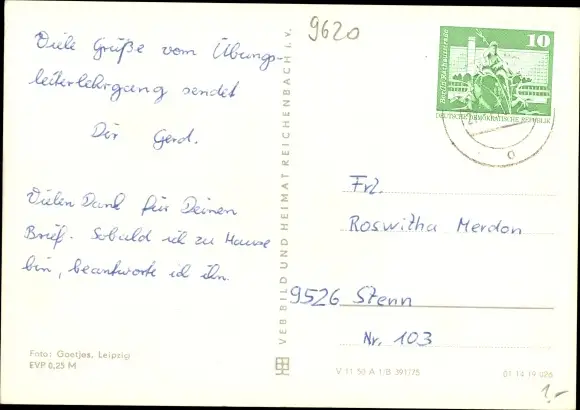 9620
Viele Grüße vom Übungs-
leiterlehrgang sendet
Dir Gerd.
Vielen Dank für Deinen
Brief. Sobald ich zu Hause
bin, beantworte ich ihn.
Foto: Goetjes, Leipzig
EVP 0,25 M
VEB BILD UND HEIMAT REICHENBACH i. V.
10
Berlin Rathausstraße
DEUTSCHE DEMOKRATISCHE REPUBLIK
Frl.
Roswitha Merdon
9526 Stenn
Nr. 103
V 11 50 A 1/B 391/75
01 14 19 026
1,-